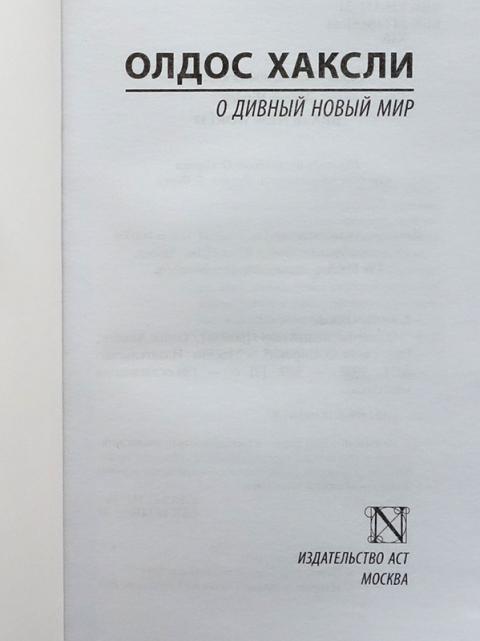 ОЛДОС ХАКСЛИ
О ДИВНЫЙ НОВЫЙ МИР
N
ИЗДАТЕЛЬСТВО АСТ
МОСКВА